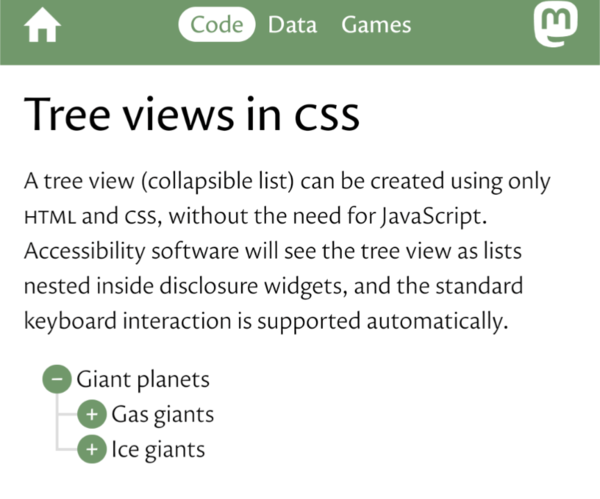 Code Data Games
Tree views in CSS
A tree view (collapsible list) can be created using only
HTML and CSS, without the need for JavaScript.
Accessibility software will see the tree view as lists
nested inside disclosure widgets, and the standard
keyboard interaction is supported automatically.
Giant planets
Gas giants
Ice giants